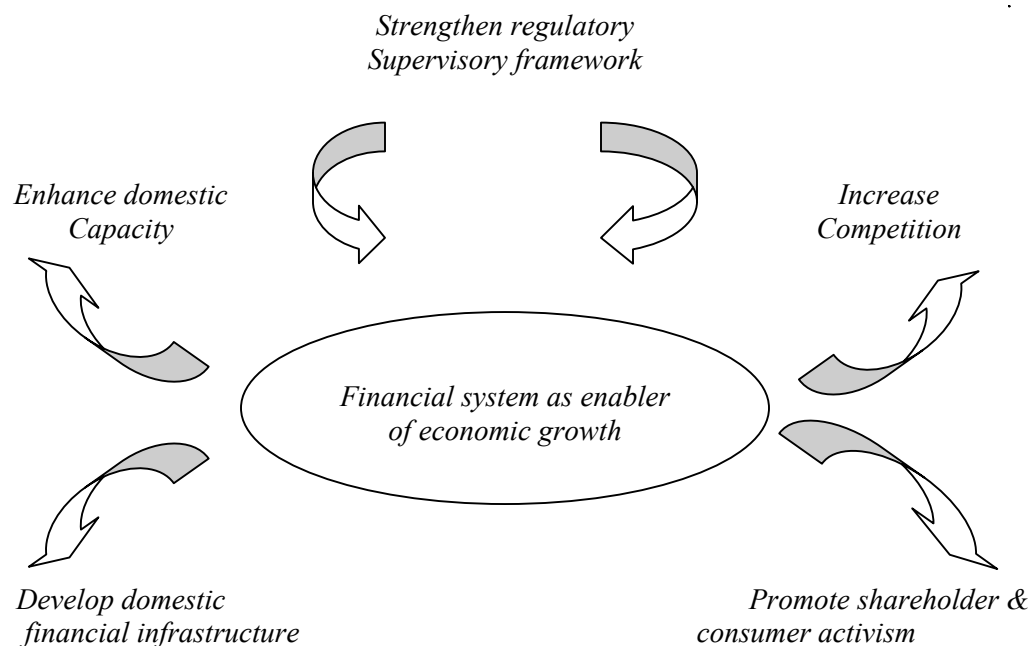 Strengthen regulatory
Supervisory framework
Enhance domestic
Capacity
Increase
Competition
Financial system as enabler
of economic growth
Develop domestic
financial infrastructure
Promote shareholder &
consumer activism